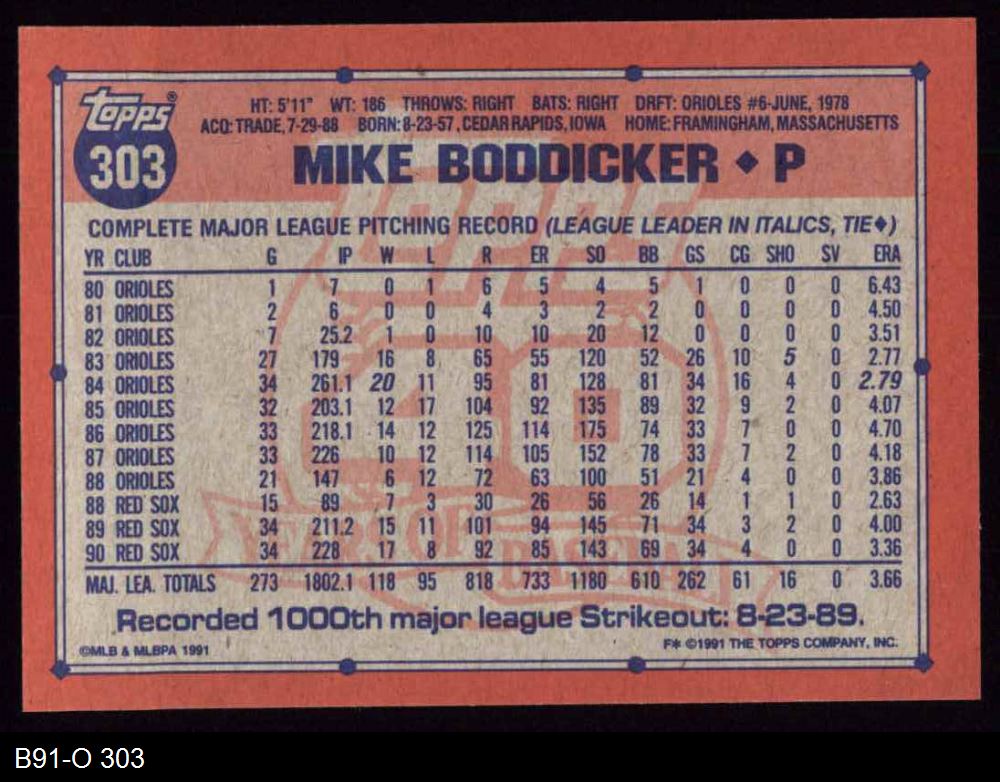 topps®
303
HT: 5'11" WT: 186 THROWS: RIGHT BATS: RIGHT DRFT: ORIOLES #6-JUNE, 1978
ACQ: TRADE, 7-29-88 BORN: 8-23-57, CEDAR RAPIDS, IOWA HOME: FRAMINGHAM, MASSACHUSETTS
MIKE BODDICKER ♦ P
COMPLETE MAJOR LEAGUE PITCHING RECORD (LEAGUE LEADER IN ITALICS, TIE♦)
YR CLUB G IP W L R ER SO BB GS CG SHO SV ERA
80 ORIOLES 1 7 0 1 6 5 4 5 1 0 0 0 6.43
81 ORIOLES 2 6 0 0 4 3 2 2 0 0 0 0 4.50
82 ORIOLES 7 25.2 1 0 10 10 20 12 0 0 0 0 3.51
83 ORIOLES 27 179 16 8 65 55 120 52 26 10 5 0 2.77
84 ORIOLES 34 261.1 20 11 95 81 128 81 34 16 4 0 2.79
85 ORIOLES 32 203.1 12 17 104 92 135 89 32 9 2 0 4.07
86 ORIOLES 33 218.1 14 12 125 114 175 74 33 7 0 0 4.70
87 ORIOLES 33 226 10 12 114 105 152 78 33 7 2 0 4.18
88 ORIOLES 21 147 6 12 72 63 100 51 21 4 0 0 3.86
88 RED SOX 15 89 7 3 30 26 56 26 14 1 1 0 2.63
89 RED SOX 34 211.2 15 11 101 94 145 71 34 3 2 0 4.00
90 RED SOX 34 228 17 8 92 85 143 69 34 4 0 0 3.36
MAJ. LEA. TOTALS 273 1802.1 118 95 818 733 1180 610 262 61 16 0 3.66
Recorded 1000th major league Strikeout: 8-23-89.
©MLB & MLBPA 1991 F* ©1991 THE TOPPS COMPANY, INC.
topps
40
YEARS OF BASEBALL
B91-O 303